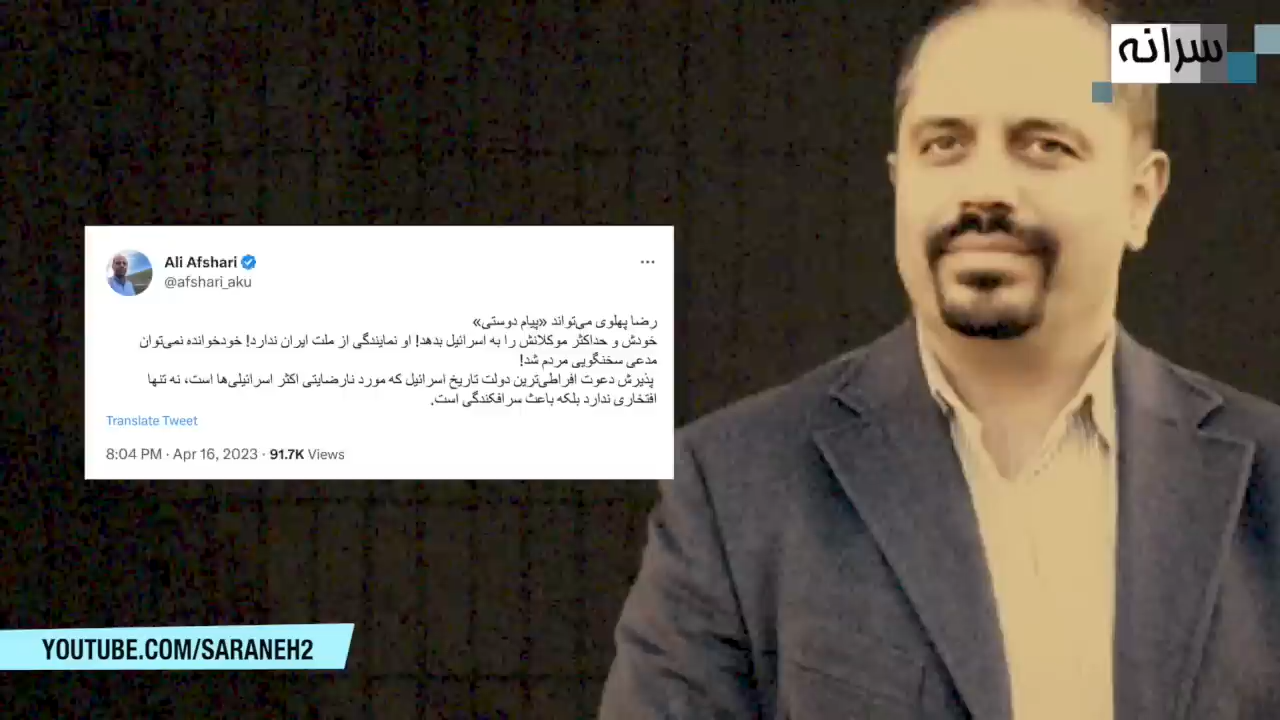 سرانه
Ali Afshari
@afshari_aku
رضا پهلوی می‌تواند «پیام دوستی»
خودش و حداکثر موکلانش را به اسرائیل بدهد! او نمایندگی از ملت ایران ندارد! خودخوانده نمی‌توان
مدعی سخنگویی مردم شد!
پذیرش دعوت افراطی‌ترین دولت تاریخ اسرائیل که مورد نارضایتی اکثر اسرائیلی‌ها است، نه تنها
افتخاری ندارد بلکه باعث سرافکندگی است.
Translate Tweet
8:04 PM · Apr 16, 2023 · 91.7K Views
YOUTUBE.COM/SARANEH2